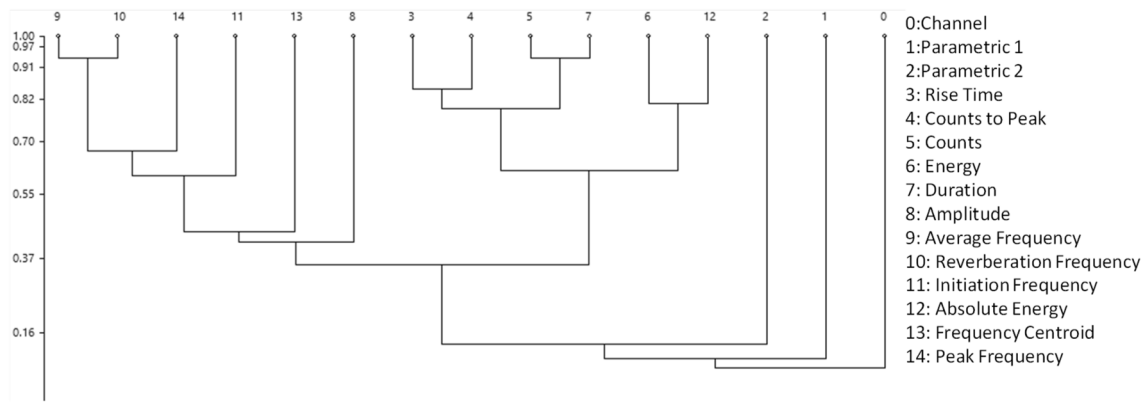 9 10 14 11 13 8 3 4 5 7 6 12 2 1 0
1.00
0.97
0.91
0.82
0.70
0.55
0.37
0.16
0:Channel
1:Parametric 1
2:Parametric 2
3: Rise Time
4: Counts to Peak
5: Counts
6: Energy
7: Duration
8: Amplitude
9: Average Frequency
10: Reverberation Frequency
11: Initiation Frequency
12: Absolute Energy
13: Frequency Centroid
14: Peak Frequency